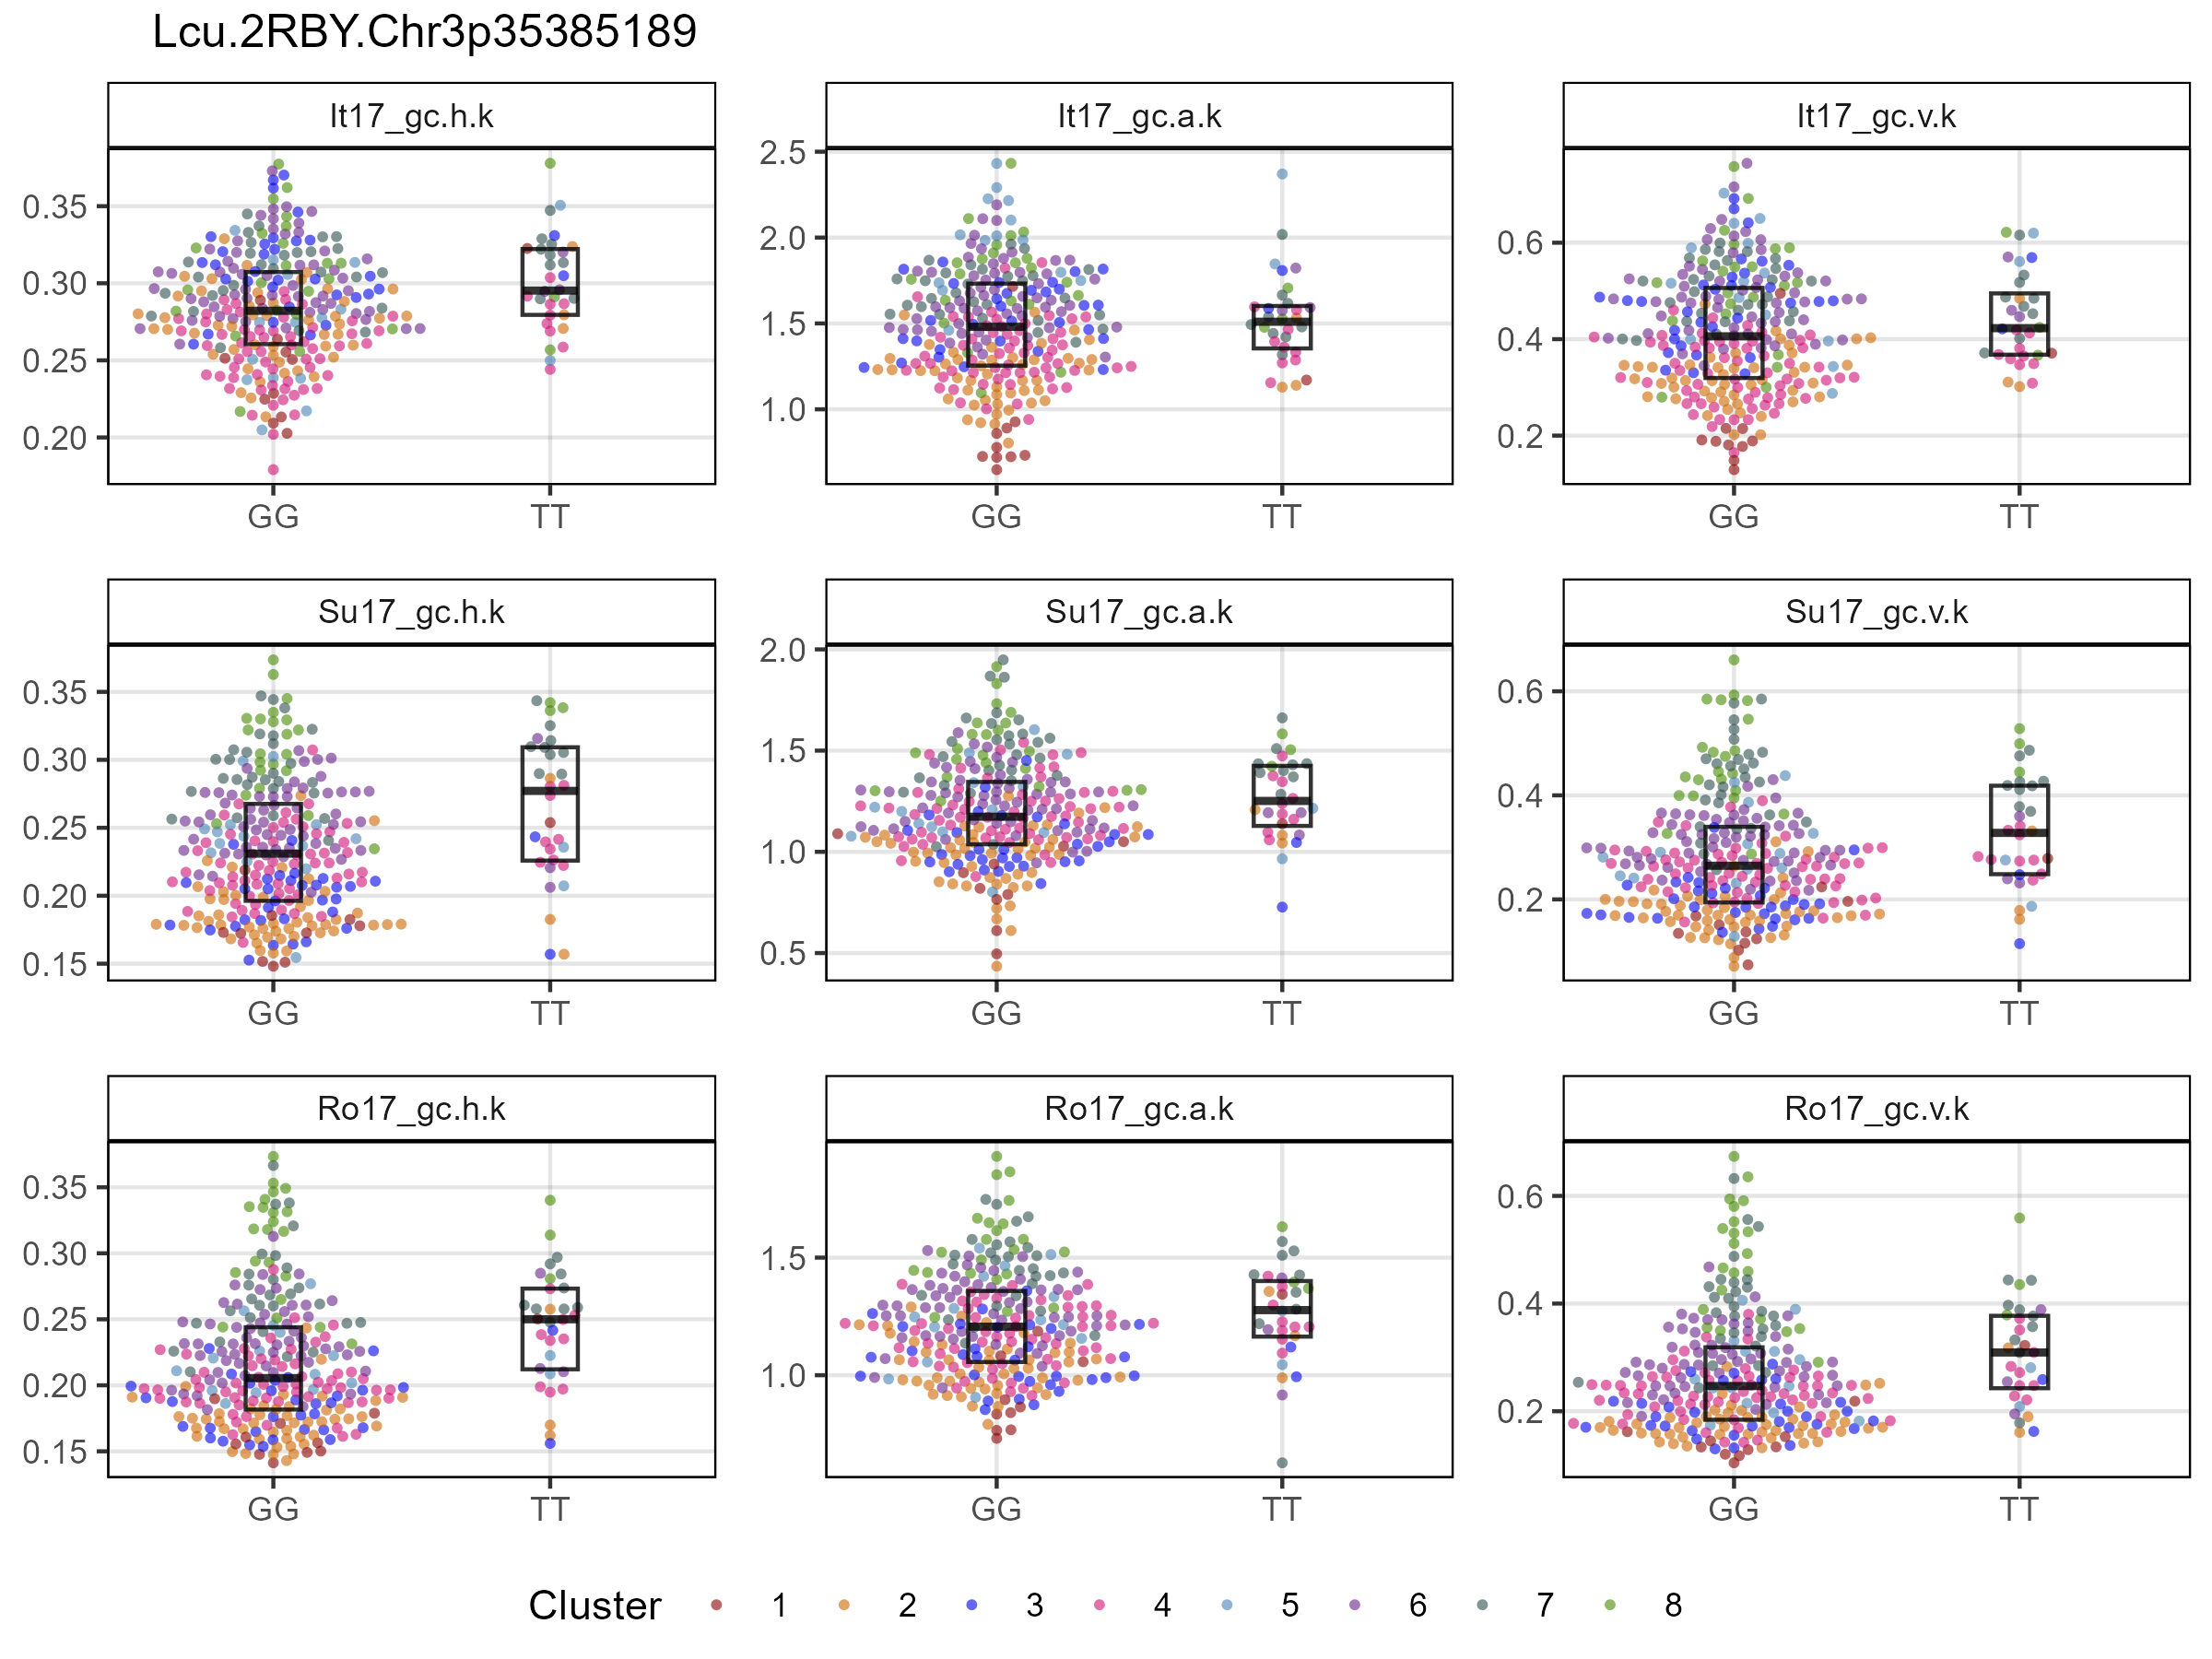 Lcu.2RBY.Chr3p35385189
It17_gc.h.k
It17_gc.a.k
It17_gc.v.k
0.35
0.30
0.25
0.20
GG
TT
2.5
2.0
1.5
1.0
GG
TT
0.6
0.4
0.2
GG
TT
Su17_gc.h.k
Su17_gc.a.k
Su17_gc.v.k
0.35
0.30
0.25
0.20
0.15
GG
TT
2.0
1.5
1.0
0.5
GG
TT
0.6
0.4
0.2
GG
TT
Ro17_gc.h.k
Ro17_gc.a.k
Ro17_gc.v.k
0.35
0.30
0.25
0.20
0.15
GG
TT
1.5
1.0
GG
TT
0.6
0.4
0.2
GG
TT
Cluster 1 2 3 4 5 6 7 8